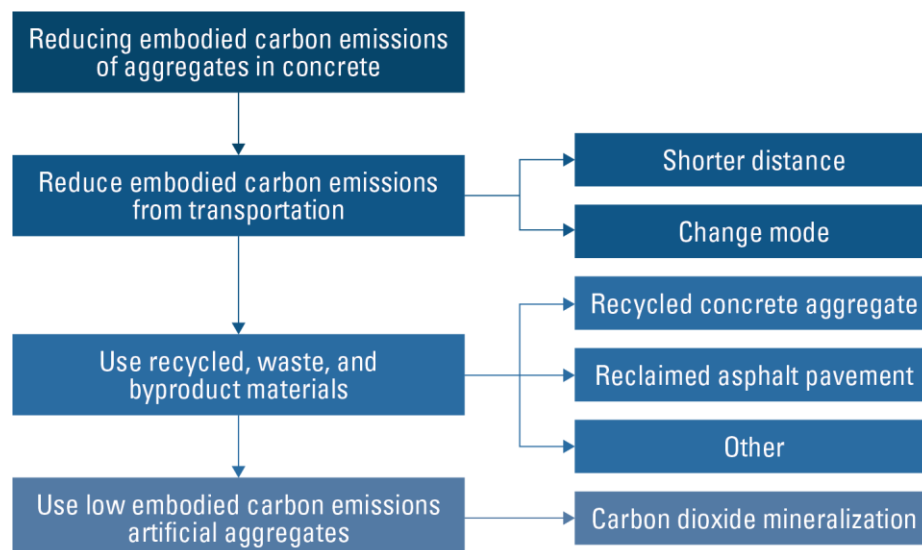 Reducing embodied carbon emissions
of aggregates in concrete
Reduce embodied carbon emissions
from transportation
Shorter distance
Change mode
Use recycled, waste, and
byproduct materials
Recycled concrete aggregate
Reclaimed asphalt pavement
Other
Use low embodied carbon emissions
artificial aggregates
Carbon dioxide mineralization